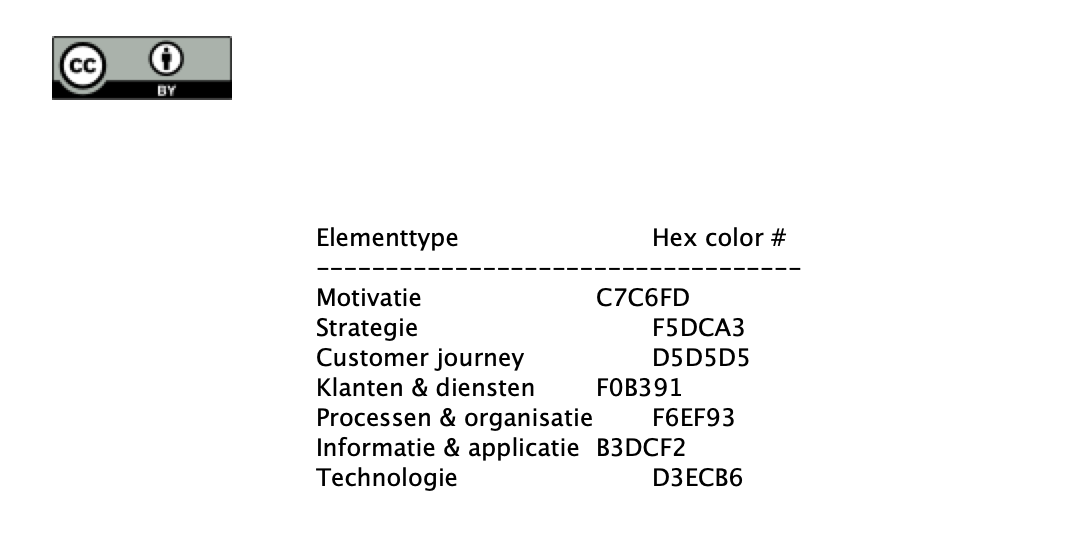 cc
BY
Elementtype Hex color #
-----------------------------------
Motivatie C7C6FD
Strategie F5DCA3
Customer journey D5D5D5
Klanten & diensten F0B391
Processen & organisatie F6EF93
Informatie & applicatie B3DCF2
Technologie D3ECB6